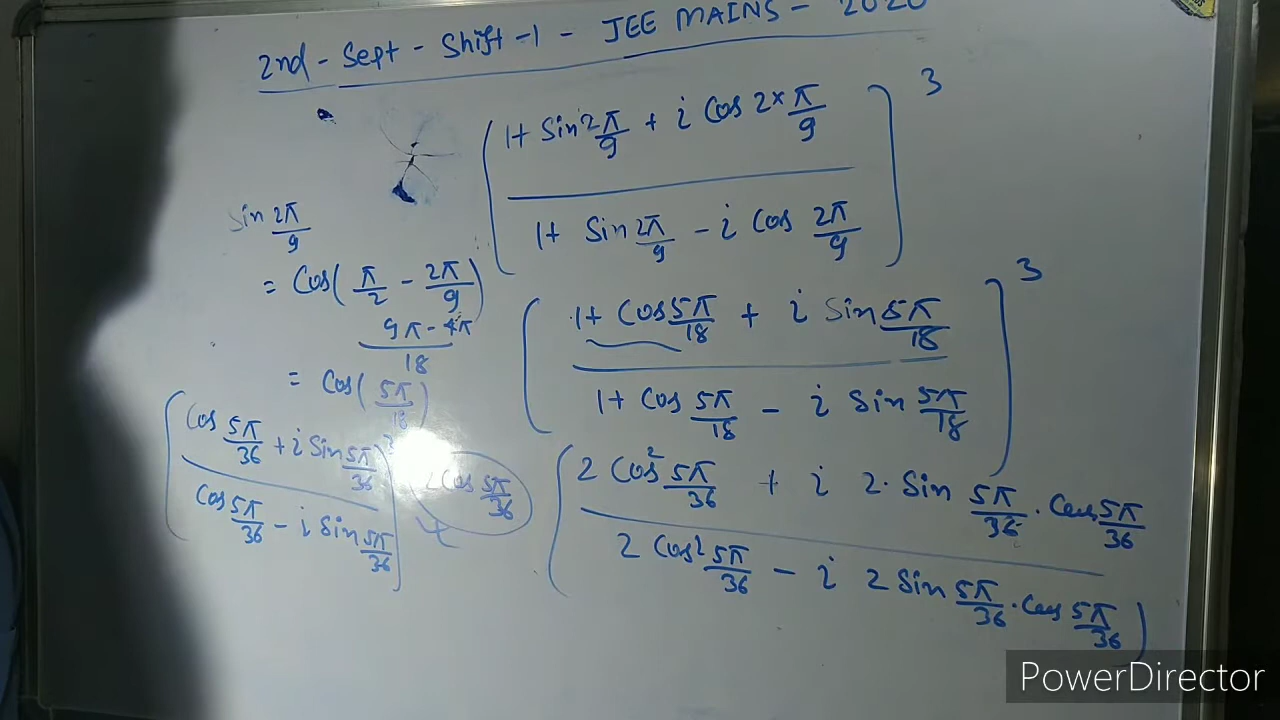 2nd - Sept - Shift - 1 - JEE MAINS - 2020
[ (1 + Sin 2π/9 + i Cos 2×π/9) / (1 + Sin 2π/9 - i Cos 2π/9) ]³
Sin 2π/9
= Cos( π/2 - 2π/9 )
9π - 4π / 18
= Cos( 5π/18 )
[ (1 + Cos 5π/18 + i Sin 5π/18) / (1 + Cos 5π/18 - i Sin 5π/18) ]³
( 2 Cos² 5π/36 + i 2. Sin 5π/36 . Cos 5π/36 / 2 Cos² 5π/36 - i 2 Sin 5π/36 . Cos 5π/36 )
2 Cos 5π/36
[ (Cos 5π/36 + i Sin 5π/36) / (Cos 5π/36 - i Sin 5π/36) ]³
PowerDirector